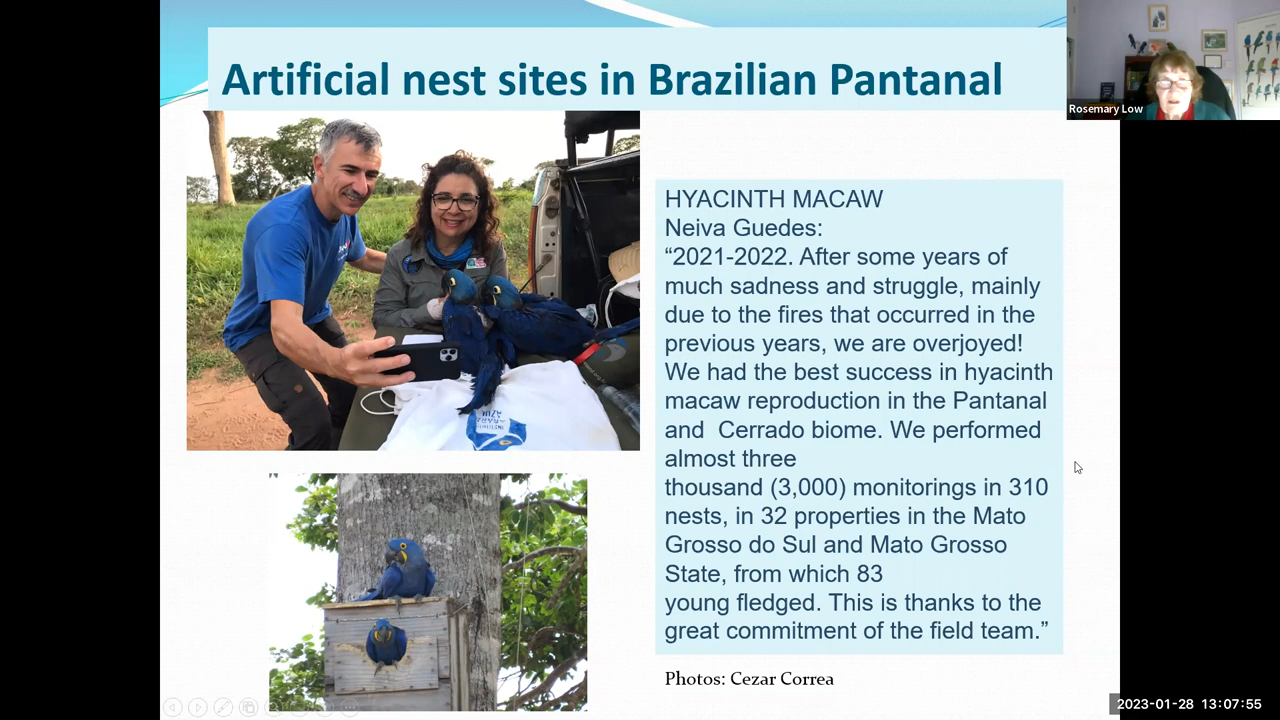 Artificial nest sites in Brazilian Pantanal
Rosemary Low
HYACINTH MACAW
Neiva Guedes:
“2021-2022. After some years of
much sadness and struggle, mainly
due to the fires that occurred in the
previous years, we are overjoyed!
We had the best success in hyacinth
macaw reproduction in the Pantanal
and  Cerrado biome. We performed
almost three
thousand (3,000) monitorings in 310
nests, in 32 properties in the Mato
Grosso do Sul and Mato Grosso
State, from which 83
young fledged. This is thanks to the
great commitment of the field team.”
Photos: Cezar Correa
2023-01-28 13:07:55